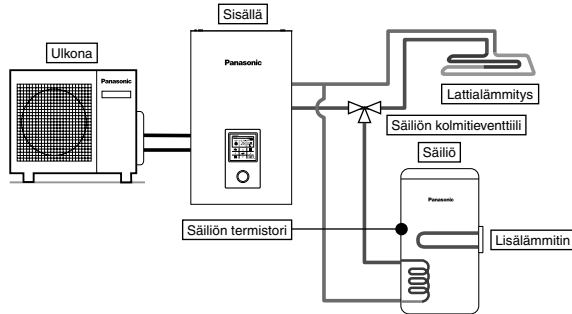 Ulkona
Panasonic
Sisällä
Panasonic
Lattialämmitys
Säiliön kolmitieventtiili
Säiliö
Panasonic
Säiliön termistori
Lisälämmitin